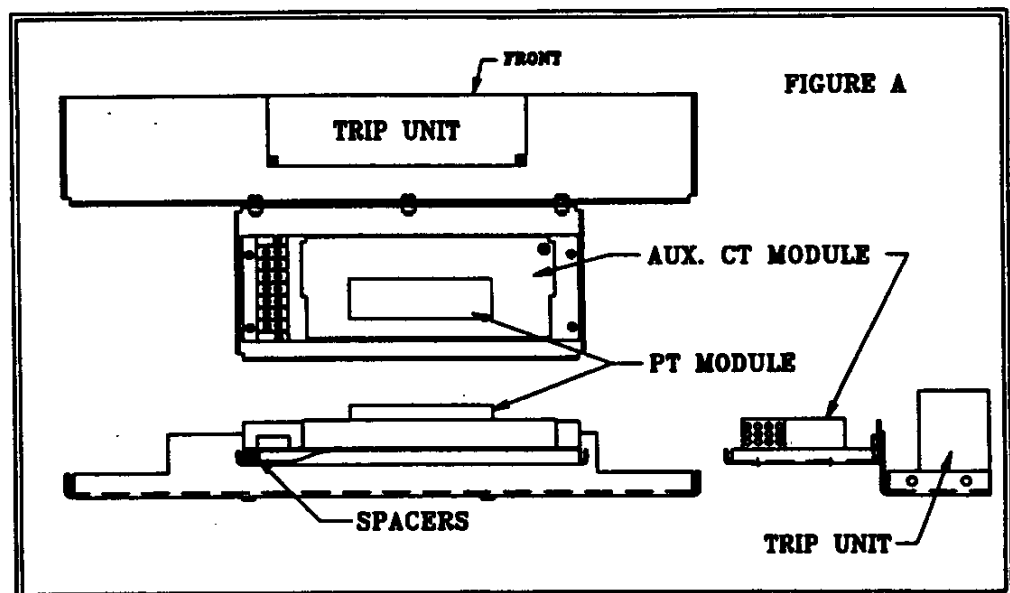 FRONT
FIGURE A
TRIP UNIT
AUX. CT MODULE
PT MODULE
SPACERS
TRIP UNIT